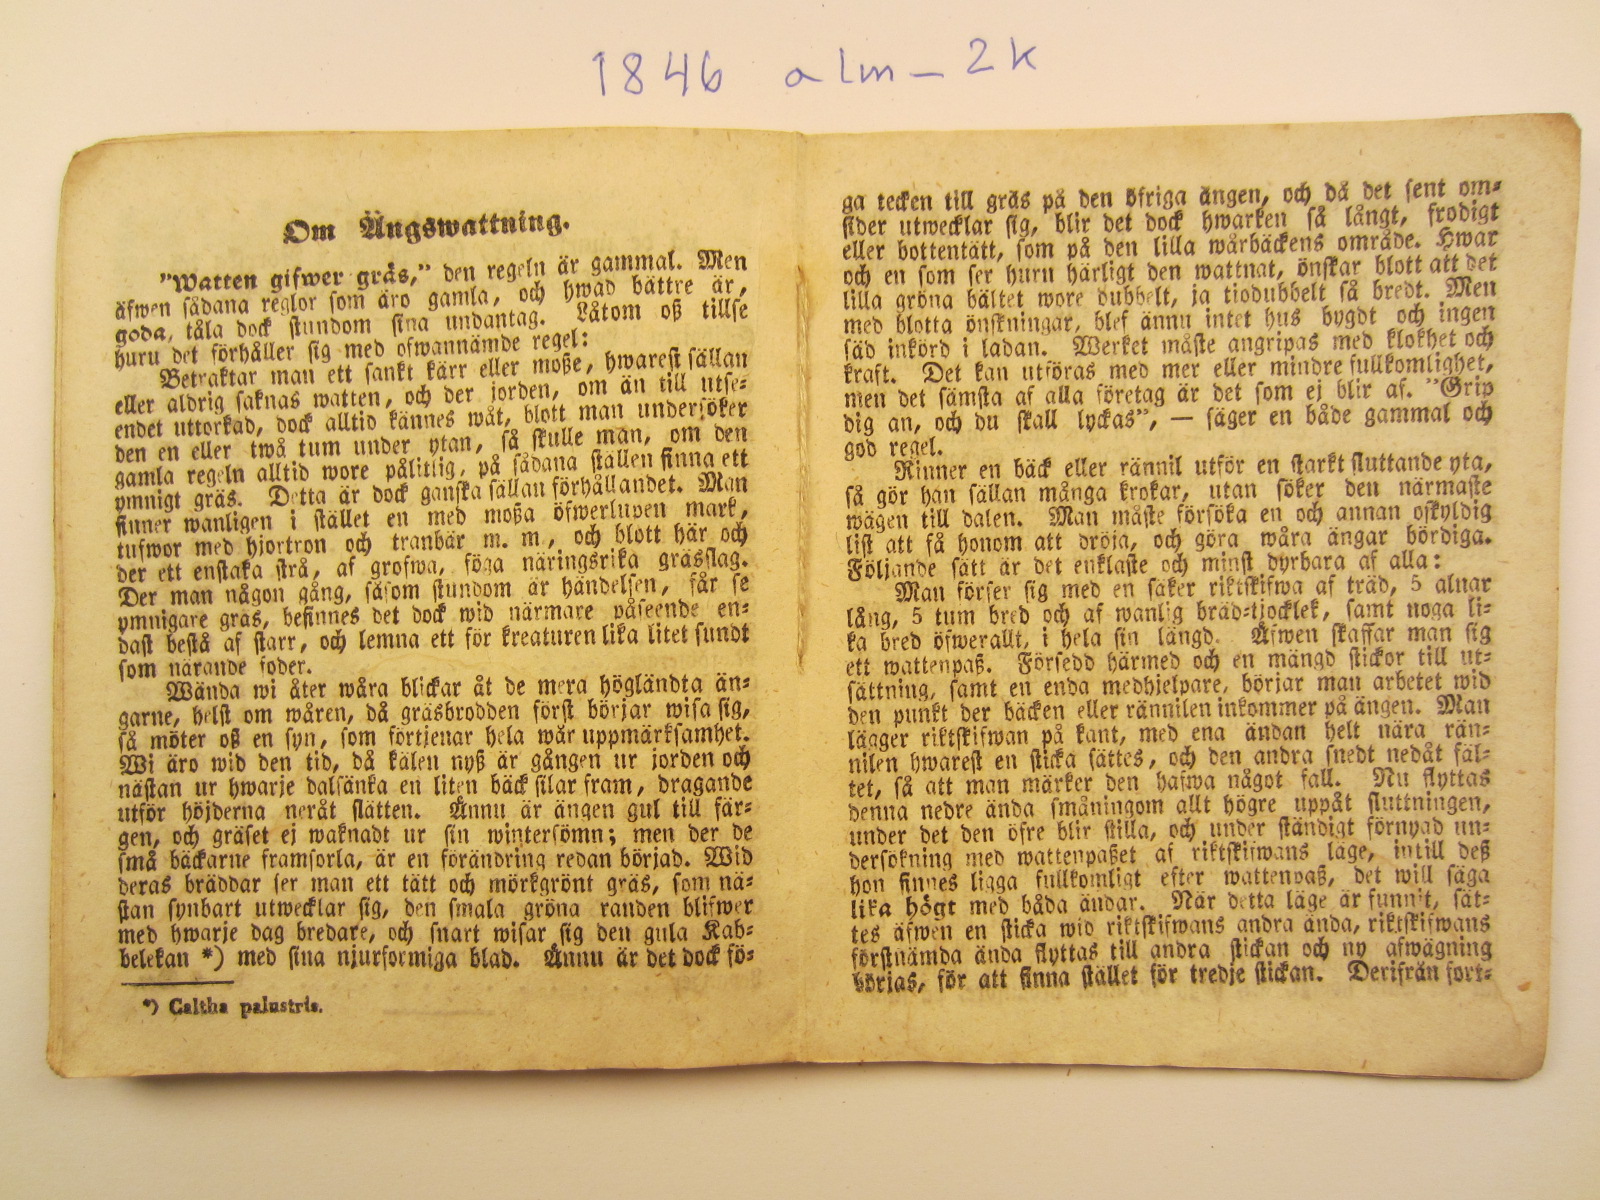 1846 alm_2k
Om Ängswattning.
"Watten gifwer gräs," den regeln är gammal. Men
äfwen sådana reglor som äro gamla, och hwad bättre är,
goda, tåla dock stundom sina undantag. Låtom oß tillse
huru det förhåller sig med ofwannämde regel:
Betraktar man ett sankt kärr eller moße, hwarest sällan
eller aldrig saknas watten, och der jorden, om än till utse-
endet uttorkad, dock alltid kännes wåt, blott man undersöker
den en eller twå tum under ytan, så skulle man, om den
gamla regeln alltid wore pålitlig, på sådana ställen finna ett
ymnigt gräs. Detta är dock ganska sällan förhållandet. Man
finner wanligen i stället en med moßa öfwerlupen mark,
tufwor med hjortron och tranbär m. m., och blott här och
der ett enstaka strå, af grofwa, föga näringsrika grässlag.
Der man någon gång, såsom stundom är händelsen, får se
ymnigare gräs, befinnes det dock wid närmare påseende en-
dast bestå af starr, och lemna ett för kreaturen lika litet sundt
som närande foder.
Wända wi åter wåra blickar åt de mera högländta än-
garne, helst om wåren, då gräsbrodden först börjar wisa sig,
så möter oß en syn, som förtjenar hela wår uppmärksamhet.
Wi äro wid den tid, då kälen nyß är gången ur jorden och
nästan ur hwarje dalsänka en liten bäck silar fram, dragande
utför höjderna neråt slätten. Ännu är ängen gul till fär-
gen, och gräset ej waknadt ur sin wintersömn; men der de
små bäckarne framsorla, är en förändring redan börjad. Wid
deras bräddar ser man ett tätt och mörkgrönt gräs, som nä-
stan synbart utwecklar sig, den smala gröna randen blifwer
med hwarje dag bredare, och snart wisar sig den gula Kab-
belekan *) med sina njurformiga blad. Ännu är det dock fö-
*) Caltha palustris.
ga tecken till gräs på den öfriga ängen, och då det sent om-
sider utwecklar sig, blir det dock hwarken så långt, frodigt
eller bottentätt, som på den lilla wårbäckens område. Hwar
och en som ser huru härligt den wattnat, önskar blott att det
lilla gröna bältet wore dubbelt, ja tiodubbelt så bredt. Men
med blotta önskningar, blef ännu intet hus bygdt och ingen
säd inkörd i ladan. Werket måste angripas med klokhet och
kraft. Det kan utföras med mer eller mindre fullkomlighet,
men det sämsta af alla företag är det som ej blir af. "Grip
dig an, och du skall lyckas", — säger en både gammal och
god regel.
Rinner en bäck eller rännil utför en starkt sluttande yta,
så gör han sällan många krokar, utan söker den närmaste
wägen till dalen. Man måste försöka en och annan oskyldig
list att få honom att dröja, och göra wåra ängar bördiga.
Följande sätt är det enklaste och minst dyrbara af alla:
Man förser sig med en säker riktskifwa af träd, 5 alnar
lång, 5 tum bred och af wanlig bräd-tjocklek, samt noga li-
ka bred öfwerallt, i hela sin längd. Äfwen skaffar man sig
ett wattenpaß. Försedd härmed och en mängd stickor till ut-
sättning, samt en enda medhjelpare, börjar man arbetet wid
den punkt der bäcken eller rännilen inkommer på ängen. Man
lägger riktskifwan på kant, med ena ändan helt nära rän-
nilen hwarest en sticka sättes, och den andra snedt nedåt fäl-
tet, så att man märker den hafwa något fall. Nu flyttas
denna nedre ända småningom allt högre uppåt sluttningen,
under det den öfre blir stilla, och under ständigt förnyad un-
dersökning med wattenpaßet af riktskifwans läge, intill deß
hon finnes ligga fullkomligt efter wattenpaß, det will säga
lika högt med båda ändar. När detta läge är funnit, sät-
tes äfwen en sticka wid riktskifwans andra ända, riktskifwans
förstnämda ända flyttas till andra stickan och ny afwägning
börjas, för att finna stället för tredje stickan. Derifrån fort-